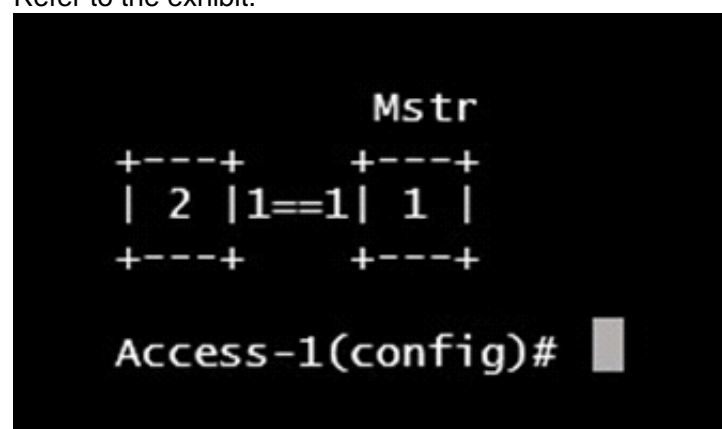 Refer to the exhibit.
Mstr
+---+ +---+
| 2 |1==1| 1 |
+---+ +---+
Access-1(config)#